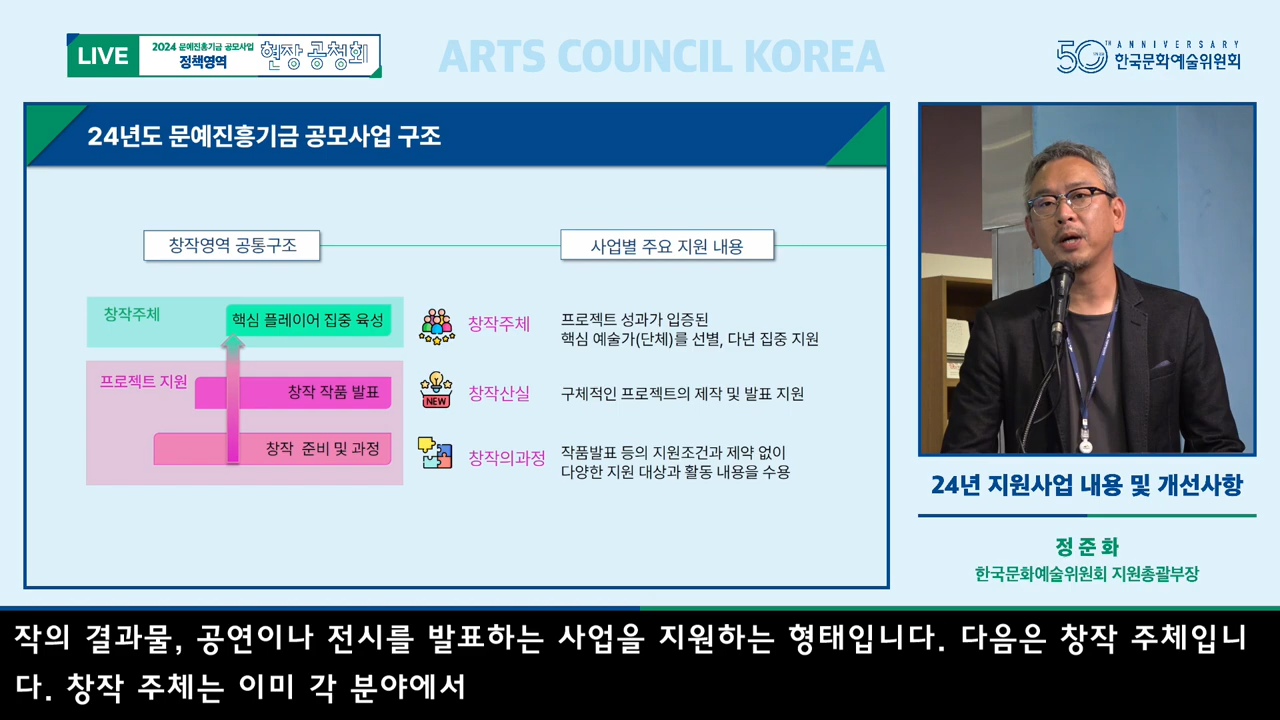 LIVE
2024 문예진흥기금 공모사업
정책영역
현장 공청회
ARTS COUNCIL KOREA
50TH ANNIVERSARY
한국문화예술위원회
24년도 문예진흥기금 공모사업 구조
창작영역 공통구조
사업별 주요 지원 내용
창작주체
핵심 플레이어 집중 육성
프로젝트 지원
창작 작품 발표
창작 준비 및 과정
창작주체
프로젝트 성과가 입증된
핵심 예술가(단체)를 선별, 다년 집중 지원
NEW
창작산실
구체적인 프로젝트의 제작 및 발표 지원
창작의과정
작품발표 등의 지원조건과 제약 없이
다양한 지원 대상과 활동 내용을 수용
24년 지원사업 내용 및 개선사항
정 준 화
한국문화예술위원회 지원총괄부장
작의 결과물, 공연이나 전시를 발표하는 사업을 지원하는 형태입니다. 다음은 창작 주체입니
다. 창작 주체는 이미 각 분야에서